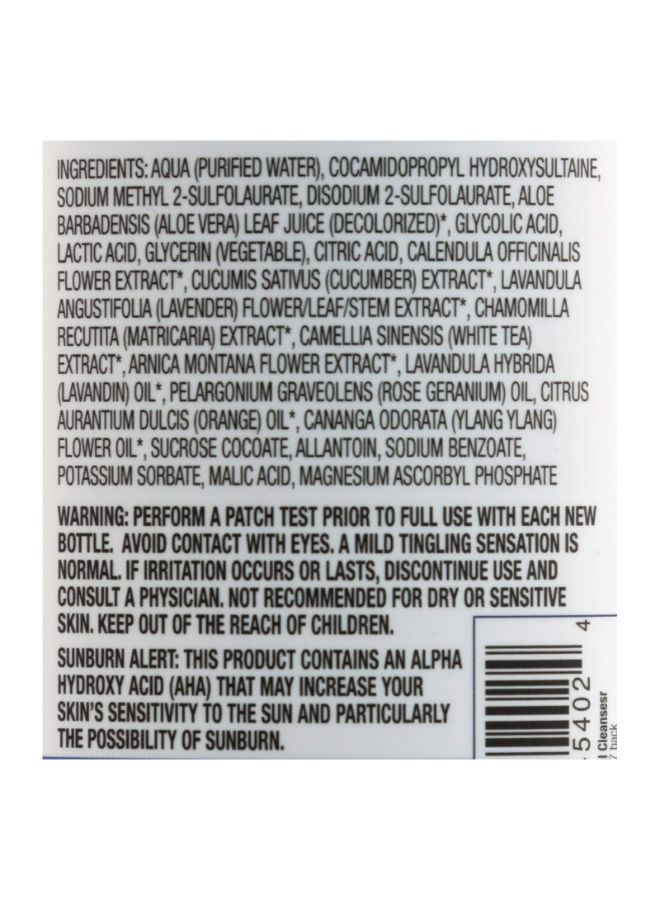 INGREDIENTS: AQUA (PURIFIED WATER), COCAMIDOPROPYL HYDROXYSULTAINE,
SODIUM METHYL 2-SULFOLAURATE, DISODIUM 2-SULFOLAURATE, ALOE
BARBADENSIS (ALOE VERA) LEAF JUICE (DECOLORIZED)*, GLYCOLIC ACID,
LACTIC ACID, GLYCERIN (VEGETABLE), CITRIC ACID, CALENDULA OFFICINALIS
FLOWER EXTRACT*, CUCUMIS SATIVUS (CUCUMBER) EXTRACT*, LAVANDULA
ANGUSTIFOLIA (LAVENDER) FLOWER/LEAF/STEM EXTRACT*, CHAMOMILLA
RECUTITA (MATRICARIA) EXTRACT*, CAMELLIA SINENSIS (WHITE TEA)
EXTRACT*, ARNICA MONTANA FLOWER EXTRACT*, LAVANDULA HYBRIDA
(LAVANDIN) OIL*, PELARGONIUM GRAVEOLENS (ROSE GERANIUM) OIL, CITRUS
AURANTIUM DULCIS (ORANGE) OIL*, CANANGA ODORATA (YLANG YLANG)
FLOWER OIL*, SUCROSE COCOATE, ALLANTOIN, SODIUM BENZOATE,
POTASSIUM SORBATE, MALIC ACID, MAGNESIUM ASCORBYL PHOSPHATE
WARNING: PERFORM A PATCH TEST PRIOR TO FULL USE WITH EACH NEW
BOTTLE. AVOID CONTACT WITH EYES. A MILD TINGLING SENSATION IS
NORMAL. IF IRRITATION OCCURS OR LASTS, DISCONTINUE USE AND
CONSULT A PHYSICIAN. NOT RECOMMENDED FOR DRY OR SENSITIVE
SKIN. KEEP OUT OF THE REACH OF CHILDREN.
SUNBURN ALERT: THIS PRODUCT CONTAINS AN ALPHA
HYDROXY ACID (AHA) THAT MAY INCREASE YOUR
SKIN'S SENSITIVITY TO THE SUN AND PARTICULARLY
THE POSSIBILITY OF SUNBURN.
5402 4
l Cleansesr
7 back